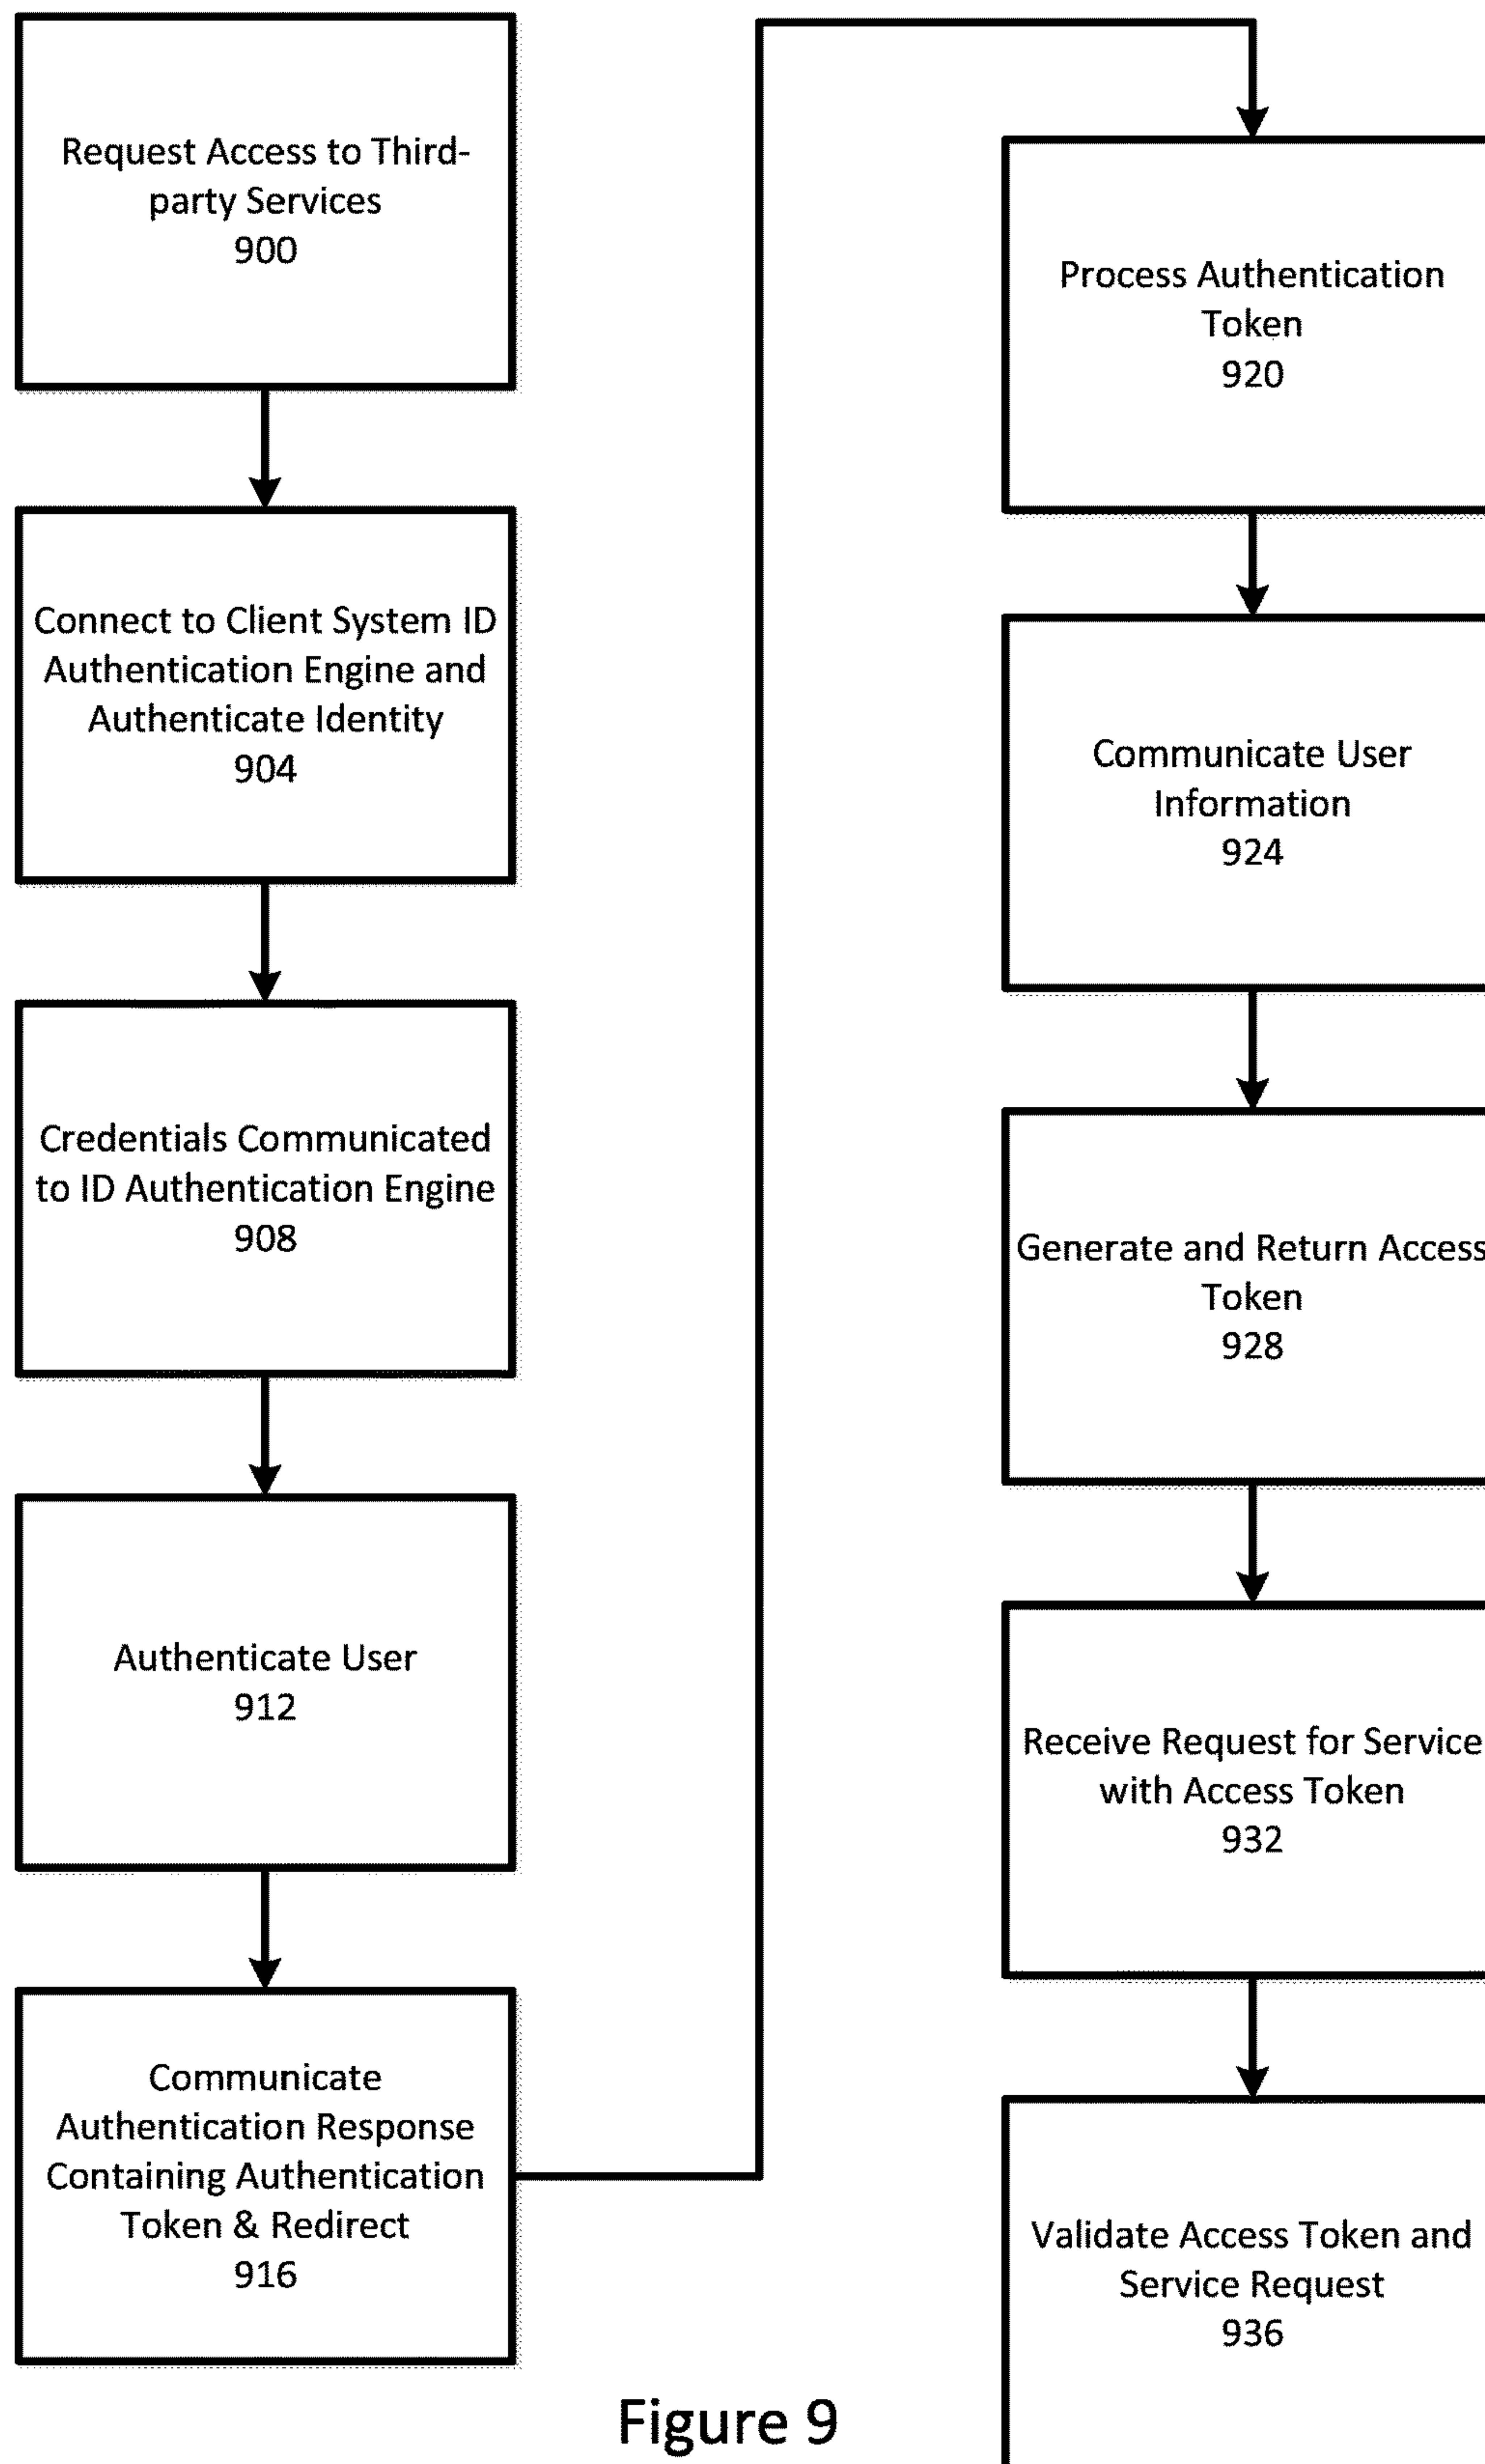 Request Access to Third-
party Services
900
Connect to Client System ID
Authentication Engine and
Authenticate Identity
904
Credentials Communicated
to ID Authentication Engine
908
Authenticate User
912
Communicate
Authentication Response
Containing Authentication
Token & Redirect
916
Process Authentication
Token
920
Communicate User
Information
924
Generate and Return Access
Token
928
Receive Request for Service
with Access Token
932
Validate Access Token and
Service Request
936
Figure 9